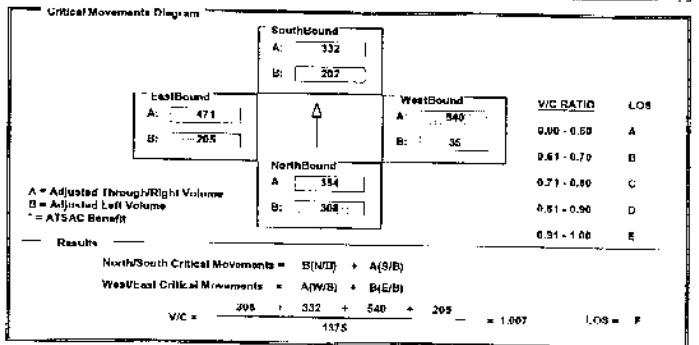 Critical Movements Diagram
SouthBound
A: 332
B: 202
EastBound
A: 471
B: 205
WestBound
A: 540
B: 35
NorthBound
A: 354
B: 308
V/C RATIO LOS
0.00 - 0.60 A
0.61 - 0.70 B
0.71 - 0.80 C
0.81 - 0.90 D
0.91 - 1.00 E
A = Adjusted Through/Right Volume
B = Adjusted Left Volume
* = ATSAC Benefit
Results
North/South Critical Movements = B(N/B) + A(S/B)
West/East Critical Movements = A(W/B) + B(E/B)
V/C = 308 + 332 + 540 + 205 = 1.007 LOS = F
1375